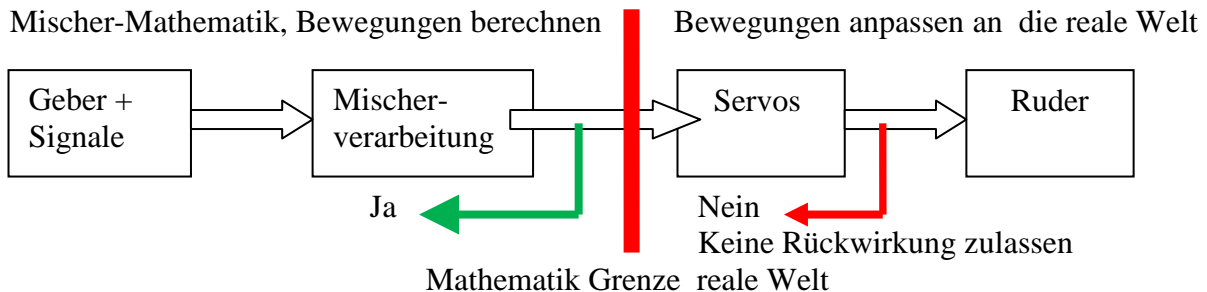 Mischer-Mathematik, Bewegungen berechnen
Bewegungen anpassen an die reale Welt
Geber +
Signale
Mischer-
verarbeitung
Servos
Ruder
Ja
Nein
Keine Rückwirkung zulassen
Mathematik Grenze reale Welt